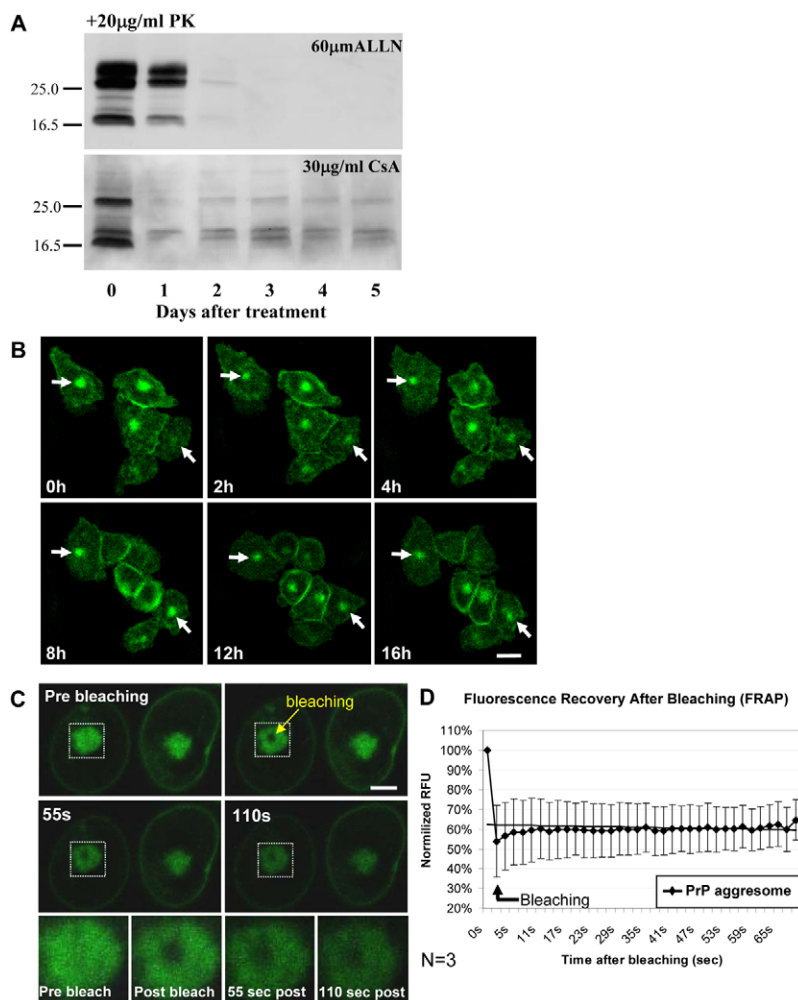 A
+20μg/ml PK
60μmALLN
25.0
16.5
30μg/ml CsA
25.0
16.5
0 1 2 3 4 5
Days after treatment
B
0h
2h
4h
8h
12h
16h
C
Pre bleaching
bleaching
55s
110s
Pre bleach
Post bleach
55 sec post
110 sec post
D
Fluorescence Recovery After Bleaching (FRAP)
Normilized RFU
110%
100%
90%
80%
70%
60%
50%
40%
30%
20%
Bleaching
PrP aggresome
0s 5s 11s 17s 23s 29s 35s 41s 47s 53s 59s 65s
Time after bleaching (sec)
N=3